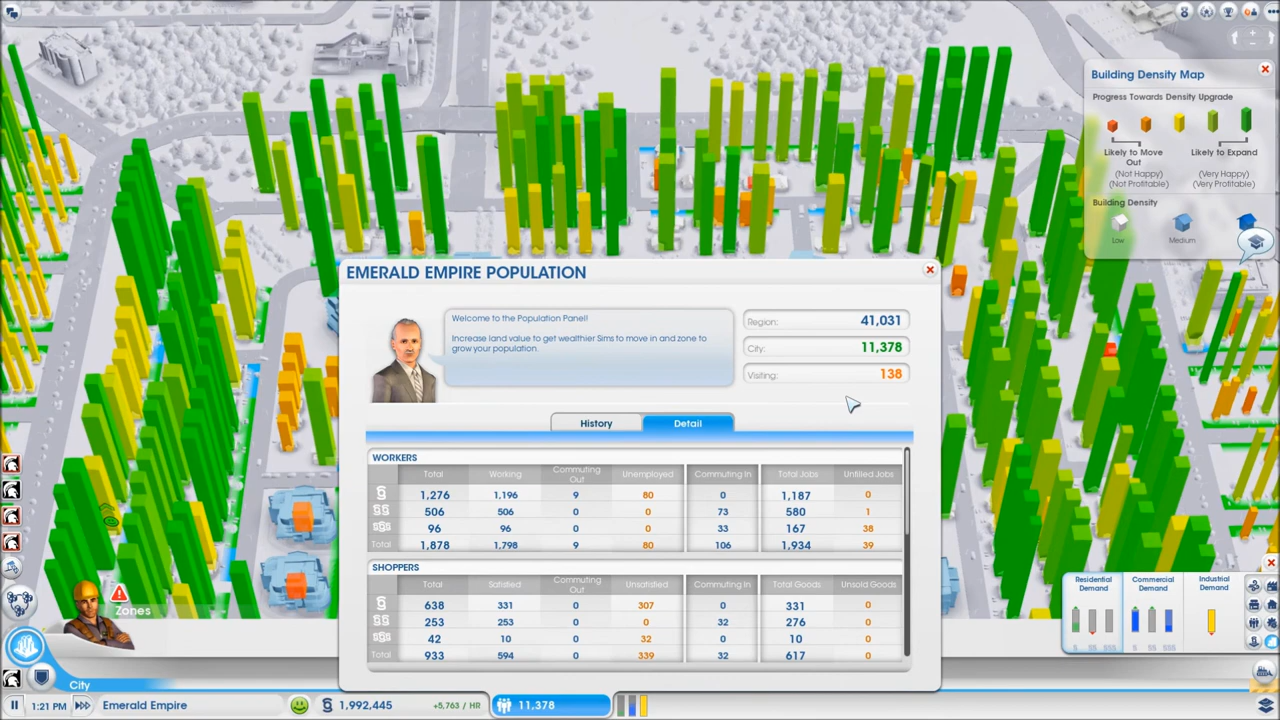 Building Density Map
Progress Towards Density Upgrade
Likely to Move Out
Likely to Expand
(Not Happy)
(Very Happy)
(Not Profitable)
(Very Profitable)
Building Density
Low
Medium
EMERALD EMPIRE POPULATION
Welcome to the Population Panel!
Increase land value to get wealthier Sims to move in and zone to
grow your population.
Region: 41,031
City: 11,378
Visiting: 138
History Detail
WORKERS
Total Working Commuting Out Unemployed Commuting In Total Jobs Unfilled Jobs
1,276 1,196 9 80 0 1,187 0
506 506 0 0 73 580 1
96 96 0 0 33 167 38
Total 1,878 1,798 9 80 106 1,934 39
SHOPPERS
Total Satisfied Commuting Out Unsatisfied Commuting In Total Goods Unsold Goods
638 331 0 307 0 331 0
253 253 0 0 32 276 0
42 10 0 32 0 10 0
Total 933 594 0 339 32 617 0
Residential Demand
Commercial Demand
Industrial Demand
Zones
City
1:21 PM Emerald Empire 1,992,445 +5,763 / HR 11,378